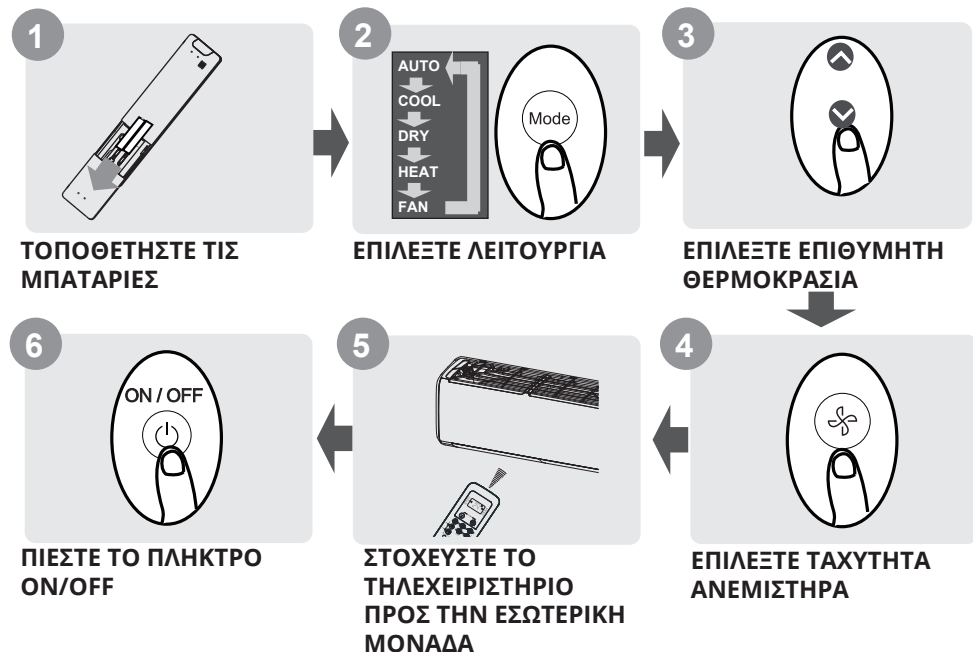 1
ΤΟΠΟΘΕΤΗΣΤΕ ΤΙΣ
ΜΠΑΤΑΡΙΕΣ
2
AUTO
COOL
DRY
HEAT
FAN
Mode
ΕΠΙΛΕΞΤΕ ΛΕΙΤΟΥΡΓΙΑ
3
ΕΠΙΛΕΞΤΕ ΕΠΙΘΥΜΗΤΗ
ΘΕΡΜΟΚΡΑΣΙΑ
4
ΕΠΙΛΕΞΤΕ ΤΑΧΥΤΗΤΑ
ΑΝΕΜΙΣΤΗΡΑ
5
ΣΤΟΧΕΥΣΤΕ ΤΟ
ΤΗΛΕΧΕΙΡΙΣΤΗΡΙΟ
ΠΡΟΣ ΤΗΝ ΕΣΩΤΕΡΙΚΗ
ΜΟΝΑΔΑ
6
ON / OFF
ΠΙΕΣΤΕ ΤΟ ΠΛΗΚΤΡΟ
ON/OFF